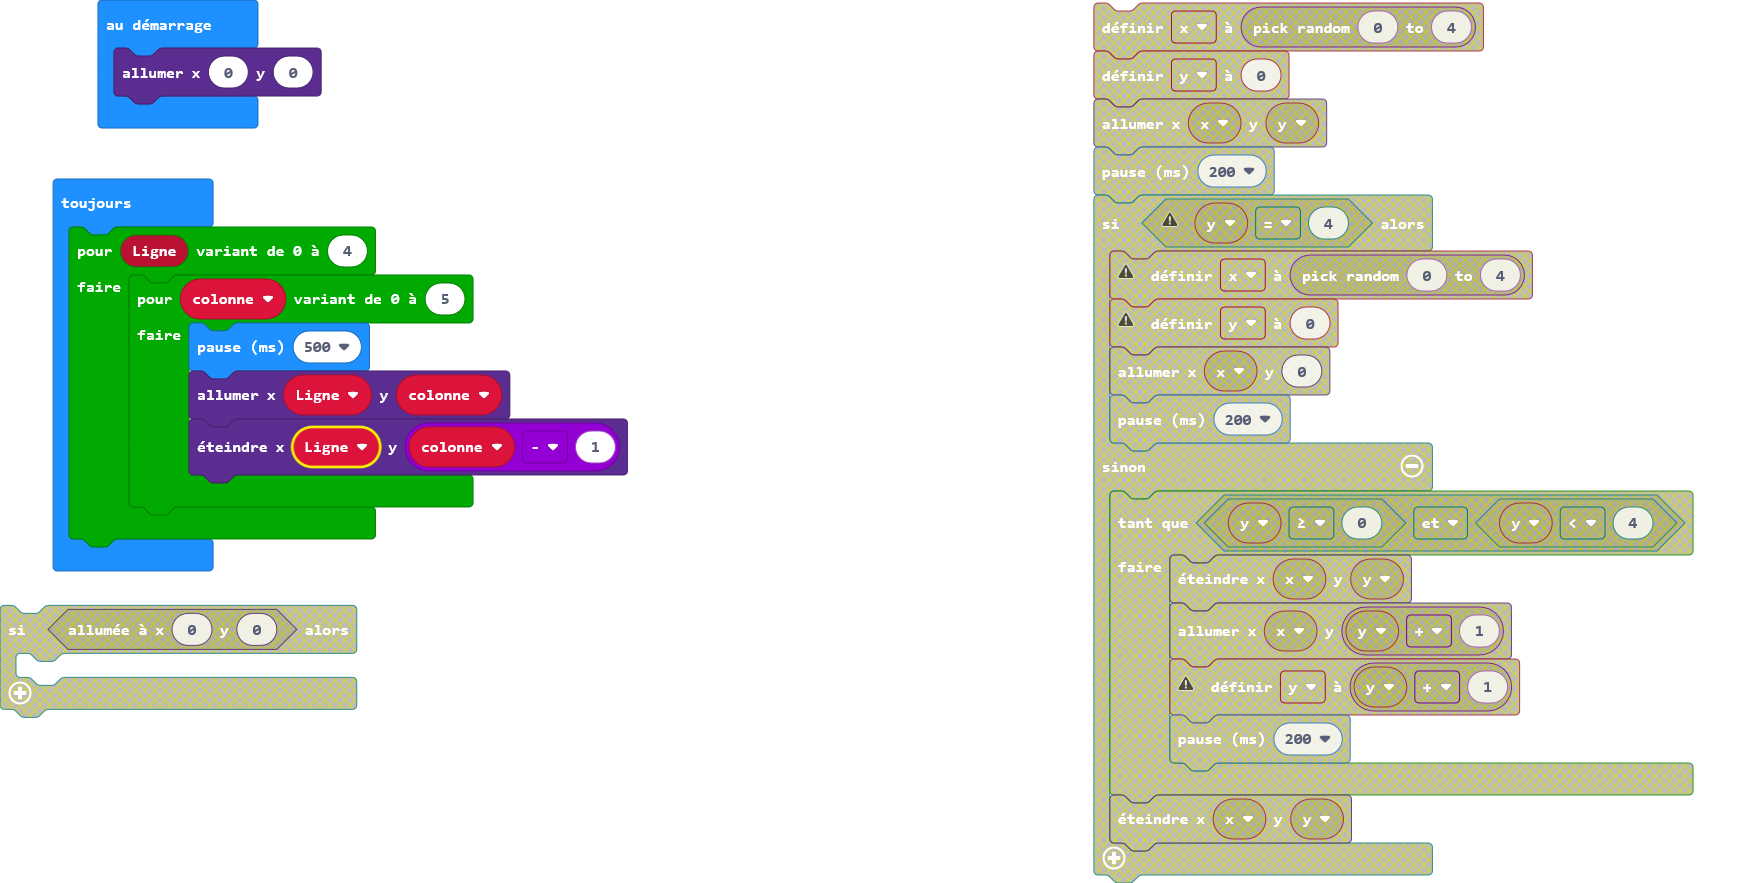 au démarrage
allumer x 0 y 0
toujours
pour Ligne variant de 0 à 4
faire
pour colonne variant de 0 à 5
faire
pause (ms) 500
allumer x Ligne y colonne
éteindre x Ligne y colonne - 1
si allumée à x 0 y 0 alors
définir x à pick random 0 to 4
définir y à 0
allumer x x y y
pause (ms) 200
si y = 4 alors
définir x à pick random 0 to 4
définir y à 0
allumer x x y 0
pause (ms) 200
sinon
tant que y ≥ 0 et y < 4
faire
éteindre x x y y
allumer x x y y + 1
définir y à y + 1
pause (ms) 200
éteindre x x y y